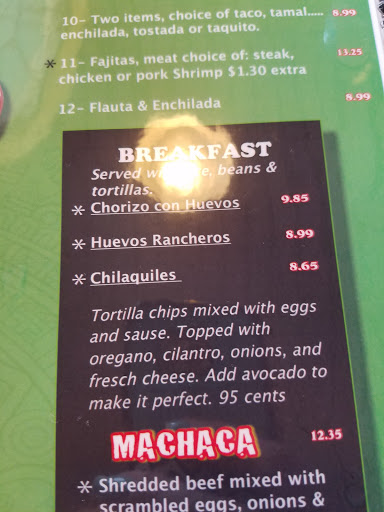 10- Two items, choice of taco, tamal..... 8.99
enchilada, tostada or taquito.
* 11- Fajitas, meat choice of: steak, 13.25
chicken or pork Shrimp $1.30 extra
12- Flauta & Enchilada 8.99
BREAKFAST
Served beans &
tortillas.
* Chorizo con Huevos 9.85
* Huevos Rancheros 8.99
* Chilaquiles 8.65
Tortilla chips mixed with eggs
and sause. Topped with
oregano, cilantro, onions, and
fresch cheese. Add avocado to
make it perfect. 95 cents
MACHACA 12.35
* Shredded beef mixed with
scrambled eggs, onions &